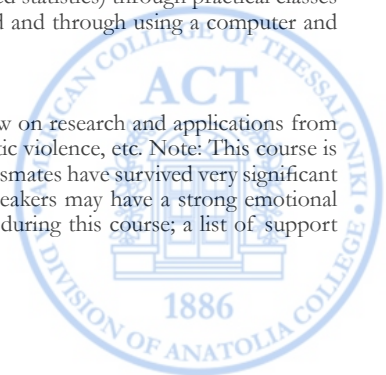 ed statistics) through practical classes
d and through using a computer and
w on research and applications from
tic violence, etc. Note: This course is
smates have survived very significant
eakers may have a strong emotional
during this course; a list of support
AMERICAN COLLEGE OF THESSALONIKI
ACT
1886
DIVISION OF ANATOLIA COLLEGE